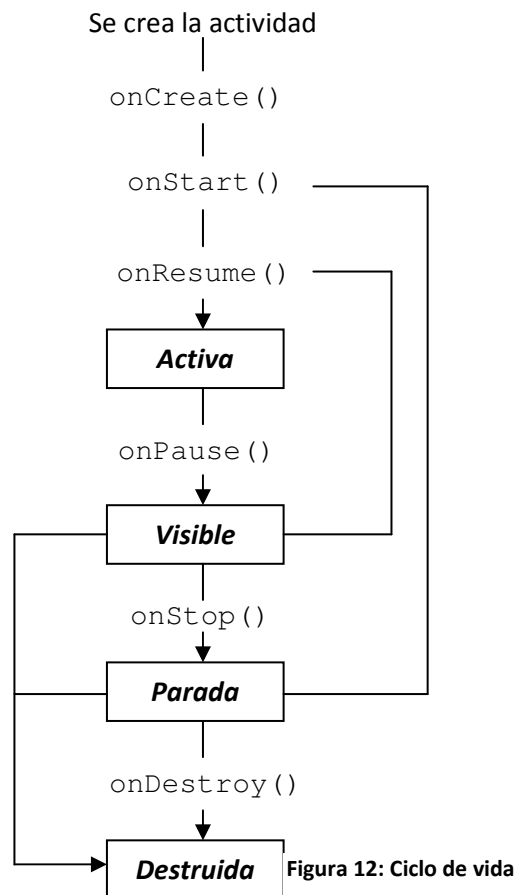 Se crea la actividad
onCreate()
onStart()
onResume()
Activa
onPause()
Visible
onStop()
Parada
onDestroy()
Destruida
Figura 12: Ciclo de vida